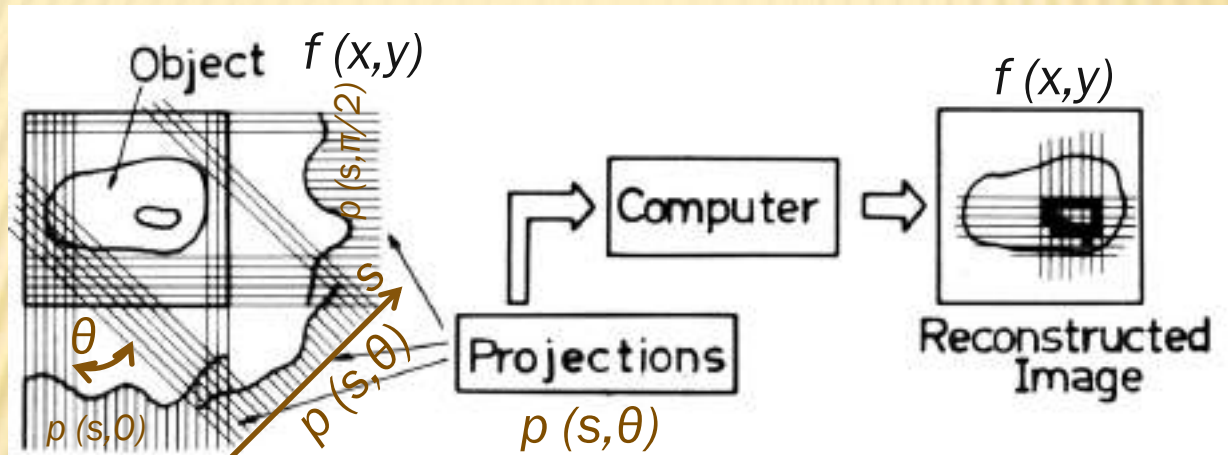 Object
f (x,y)
p (s,π/2)
s
θ
p (s,θ)
p (s,0)
Projections
p (s,θ)
Computer
f (x,y)
Reconstructed
Image